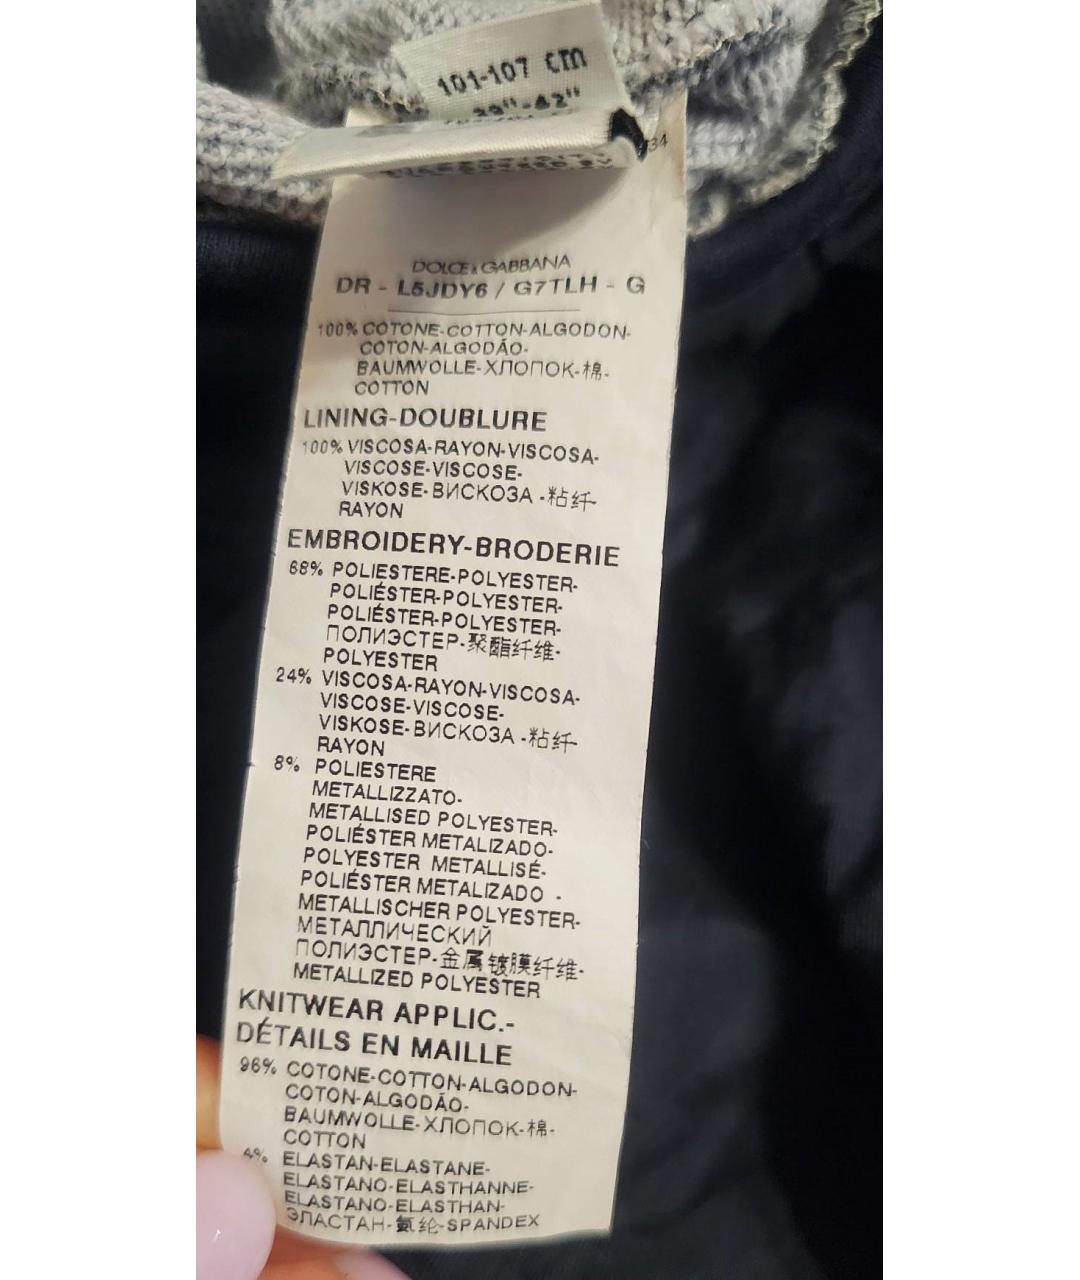 101-107 cm
39"-42"
34
DOLCE & GABBANA
DR - L5JDY6 / G7TLH - G
100% COTONE-COTTON-ALGODON-
COTON-ALGODÃO-
BAUMWOLLE-ХЛОПОК-棉-
COTTON
LINING-DOUBLURE
100% VISCOSA-RAYON-VISCOSA-
VISCOSE-VISCOSE-
VISKOSE-ВИСКОЗА -粘纤-
RAYON
EMBROIDERY-BRODERIE
68% POLIESTERE-POLYESTER-
POLIÉSTER-POLYESTER-
POLIÉSTER-POLYESTER-
ПОЛИЭСТЕР-聚酯纤维-
POLYESTER
24% VISCOSA-RAYON-VISCOSA-
VISCOSE-VISCOSE-
VISKOSE-ВИСКОЗА -粘纤-
RAYON
8% POLIESTERE
METALLIZZATO-
METALLISED POLYESTER-
POLIÉSTER METALIZADO-
POLYESTER METALLISÉ-
POLIÉSTER METALIZADO -
METALLISCHER POLYESTER-
МЕТАЛЛИЧЕСКИЙ
ПОЛИЭСТЕР-金属镀膜纤维-
METALLIZED POLYESTER
KNITWEAR APPLIC.-
DÉTAILS EN MAILLE
96% COTONE-COTTON-ALGODON-
COTON-ALGODÃO-
BAUMWOLLE-ХЛОПОК-棉-
COTTON
4% ELASTAN-ELASTANE-
ELASTANO-ELASTHANNE-
ELASTANO-ELASTHAN-
ЭЛАСТАН-氨纶-SPANDEX